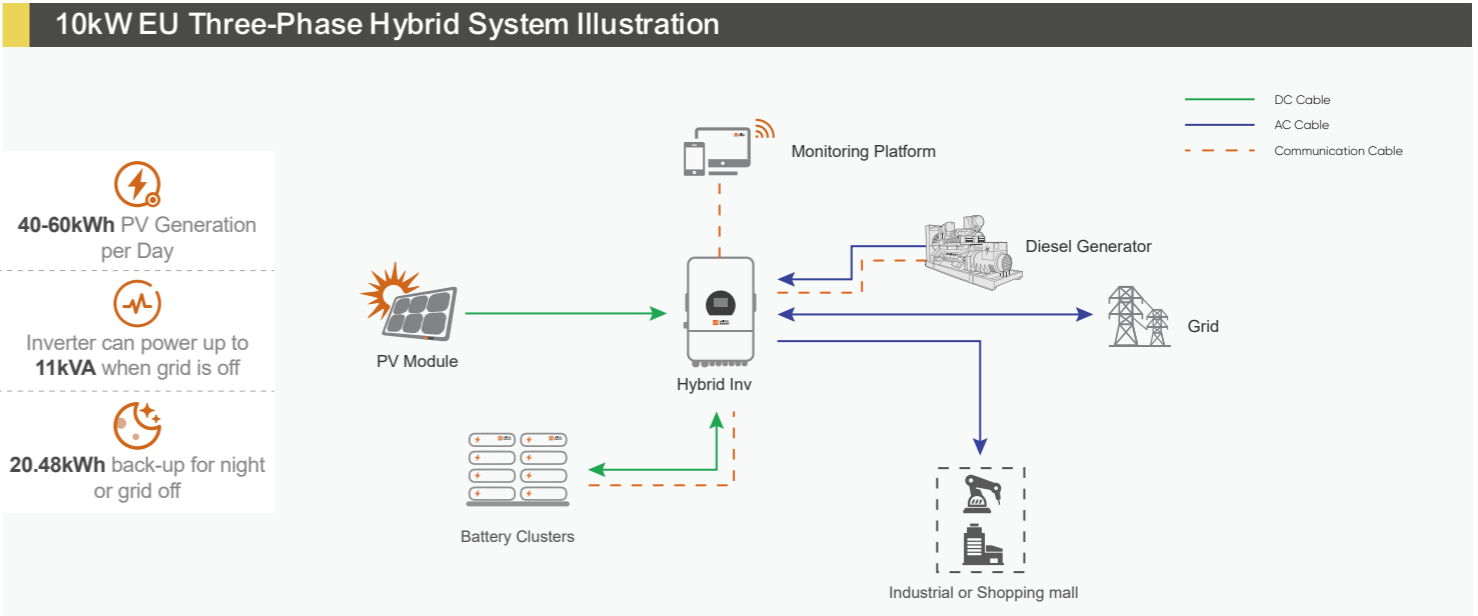 10kW EU Three-Phase Hybrid System Illustration
DC Cable
AC Cable
Communication Cable
Monitoring Platform
40-60kWh PV Generation
per Day
Diesel Generator
Inverter can power up to
11kVA when grid is off
PV Module
Grid
Hybrid Inv
20.48kWh back-up for night
or grid off
Battery Clusters
Industrial or Shopping mall